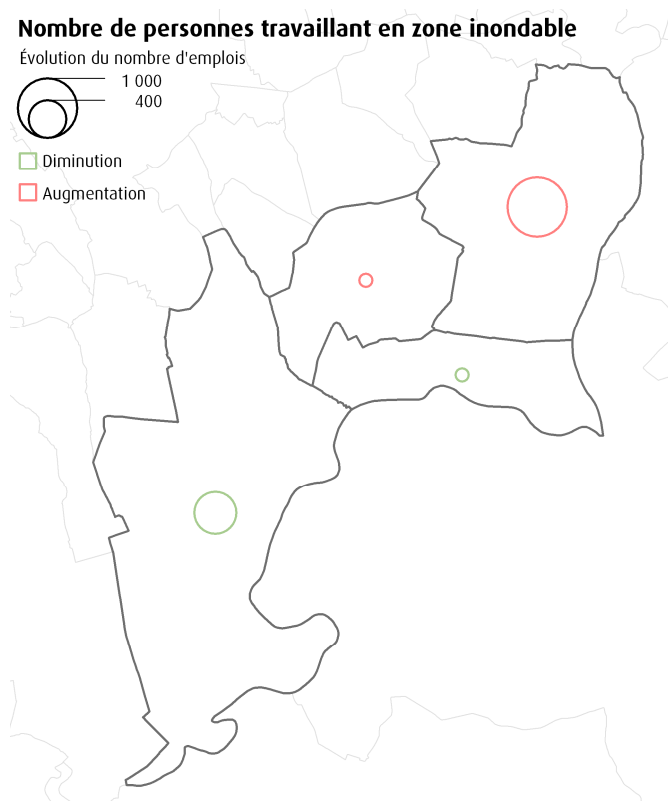 Nombre de personnes travaillant en zone inondable
Évolution du nombre d'emplois
1 000
400
Diminution
Augmentation